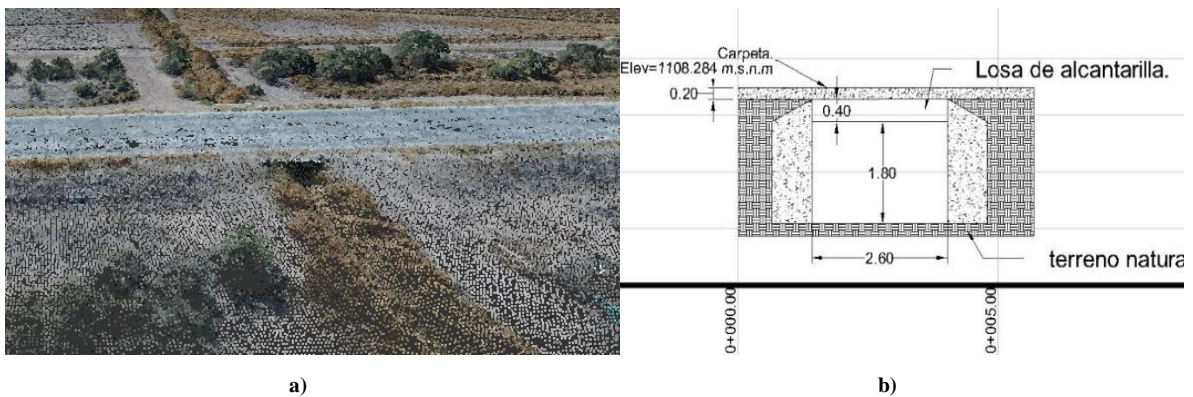 Carpeta.
Elev=1108.284 m.s.n.m
Losa de alcantarilla.
0.20
0.40
1.80
2.60
terreno natura
0+000.00
0+005.00
a)
b)